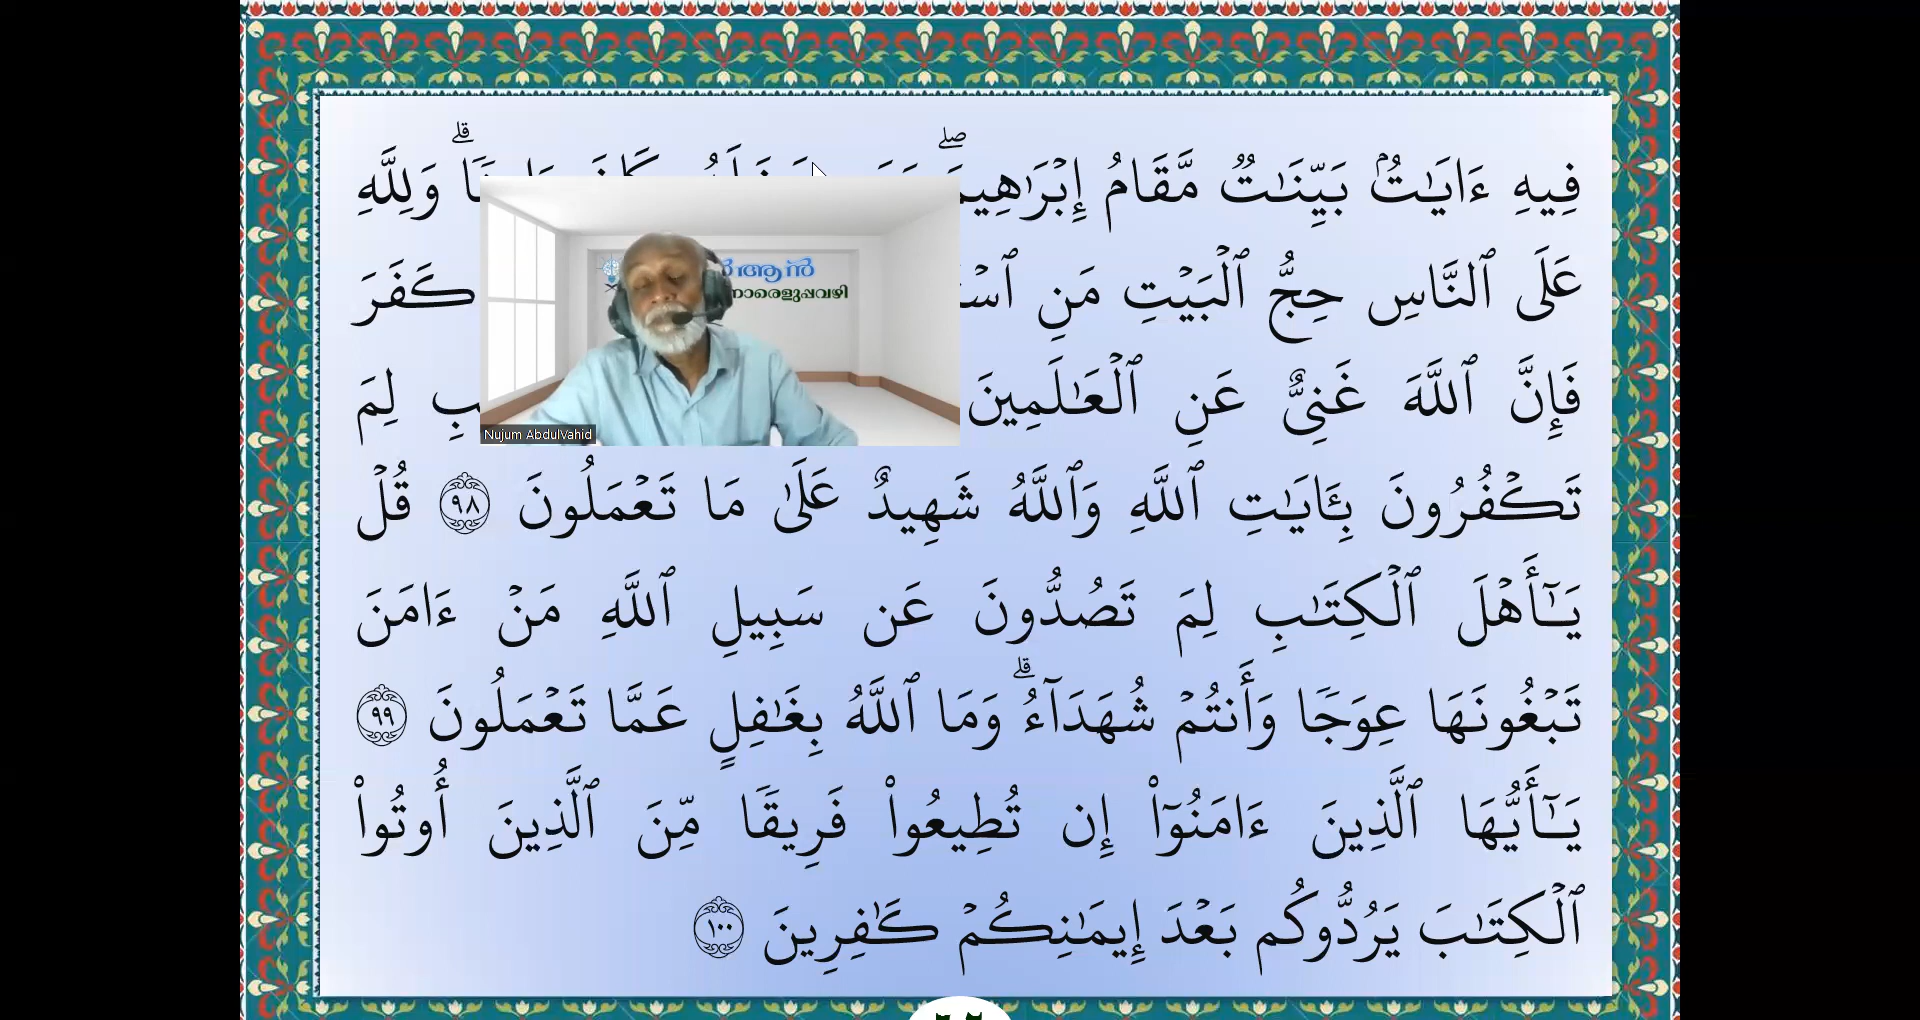 فِيهِ ءَايَٰتُۢ بَيِّنَٰتٞ مَّقَامُ إِبۡرَٰهِيمَۖ وَلِلَّهِ
عَلَى ٱلنَّاسِ حِجُّ ٱلۡبَيۡتِ مَنِ كَفَرَ
فَإِنَّ ٱللَّهَ غَنِيٌّ عَنِ ٱلۡعَٰلَمِينَ لِمَ
تَكۡفُرُونَ بِـَٔايَٰتِ ٱللَّهِ وَٱللَّهُ شَهِيدٌ عَلَىٰ مَا تَعۡمَلُونَ ٩٨ قُلۡ
يَٰٓأَهۡلَ ٱلۡكِتَٰبِ لِمَ تَصُدُّونَ عَن سَبِيلِ ٱللَّهِ مَنۡ ءَامَنَ
تَبۡغُونَهَا عِوَجٗا وَأَنتُمۡ شُهَدَآءُۗ وَمَا ٱللَّهُ بِغَٰفِلٍ عَمَّا تَعۡمَلُونَ ٩٩
يَٰٓأَيُّهَا ٱلَّذِينَ ءَامَنُوٓاْ إِن تُطِيعُواْ فَرِيقٗا مِّنَ ٱلَّذِينَ أُوتُواْ
ٱلۡكِتَٰبَ يَرُدُّوكُم بَعۡدَ إِيمَٰنِكُمۡ كَٰفِرِينَ ١٠٠
Nujum AbdulVahid